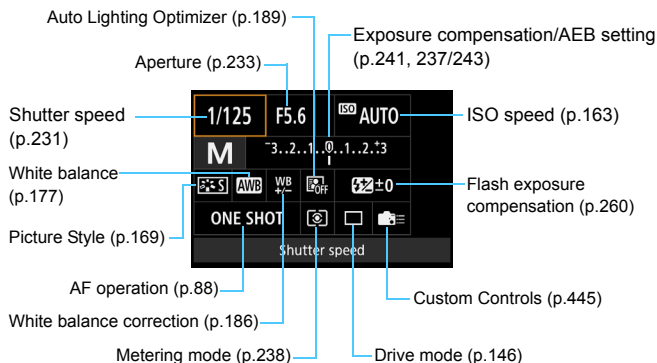 Auto Lighting Optimizer (p.189)
Exposure compensation/AEB setting
(p.241, 237/243)
Aperture (p.233)
Shutter speed
(p.231)
1/125 F5.6 ISO AUTO
ISO speed (p.163)
M -3..2..1..0..1..2..+3
White balance
(p.177)
S AWB WB +/- OFF ±0
Flash exposure
compensation (p.260)
Picture Style (p.169)
ONE SHOT
Shutter speed
AF operation (p.88)
Custom Controls (p.445)
White balance correction (p.186)
Metering mode (p.238)
Drive mode (p.146)